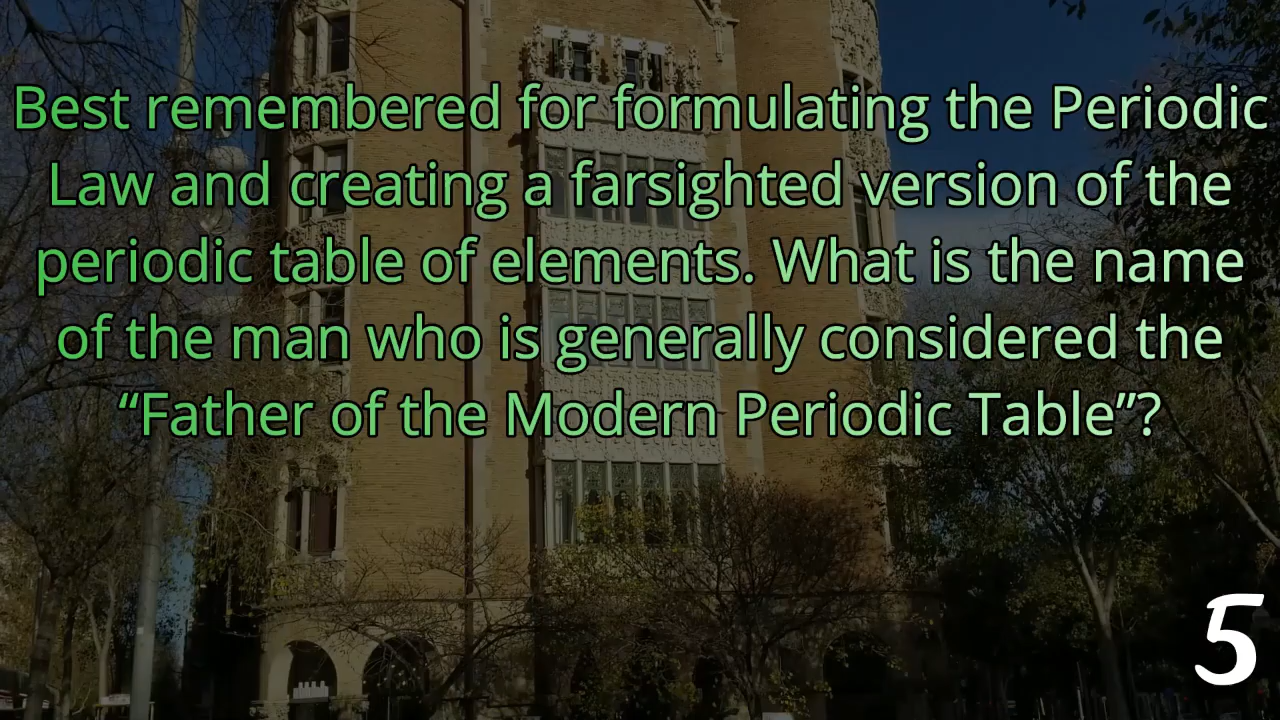 Best remembered for formulating the Periodic
Law and creating a farsighted version of the
periodic table of elements. What is the name
of the man who is generally considered the
“Father of the Modern Periodic Table”?
5